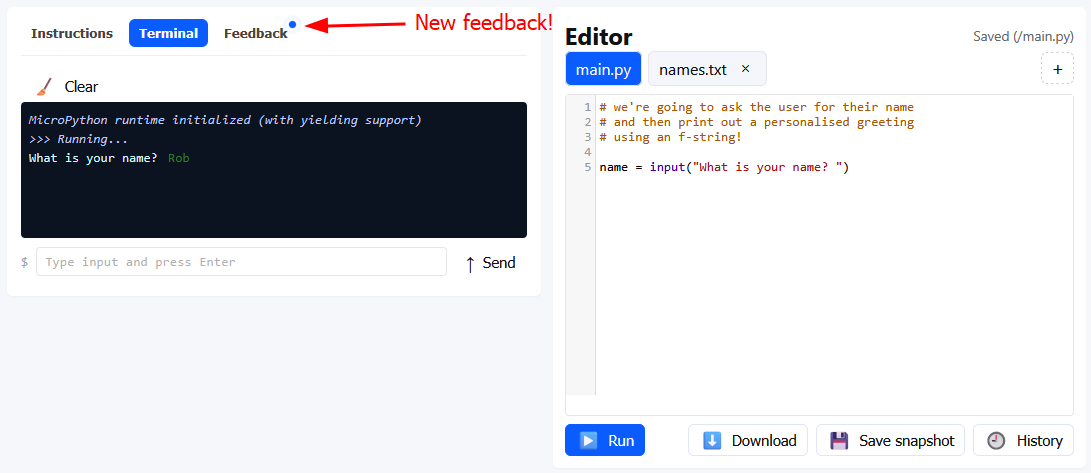 Instructions
Terminal
Feedback
New feedback!
Clear
MicroPython runtime initialized (with yielding support)
>>> Running...
What is your name? Rob
$ Type input and press Enter
↑ Send
Editor
Saved (/main.py)
main.py
names.txt ×
+
1 # we're going to ask the user for their name
2 # and then print out a personalised greeting
3 # using an f-string!
4
5 name = input("What is your name? ")
Run
Download
Save snapshot
History